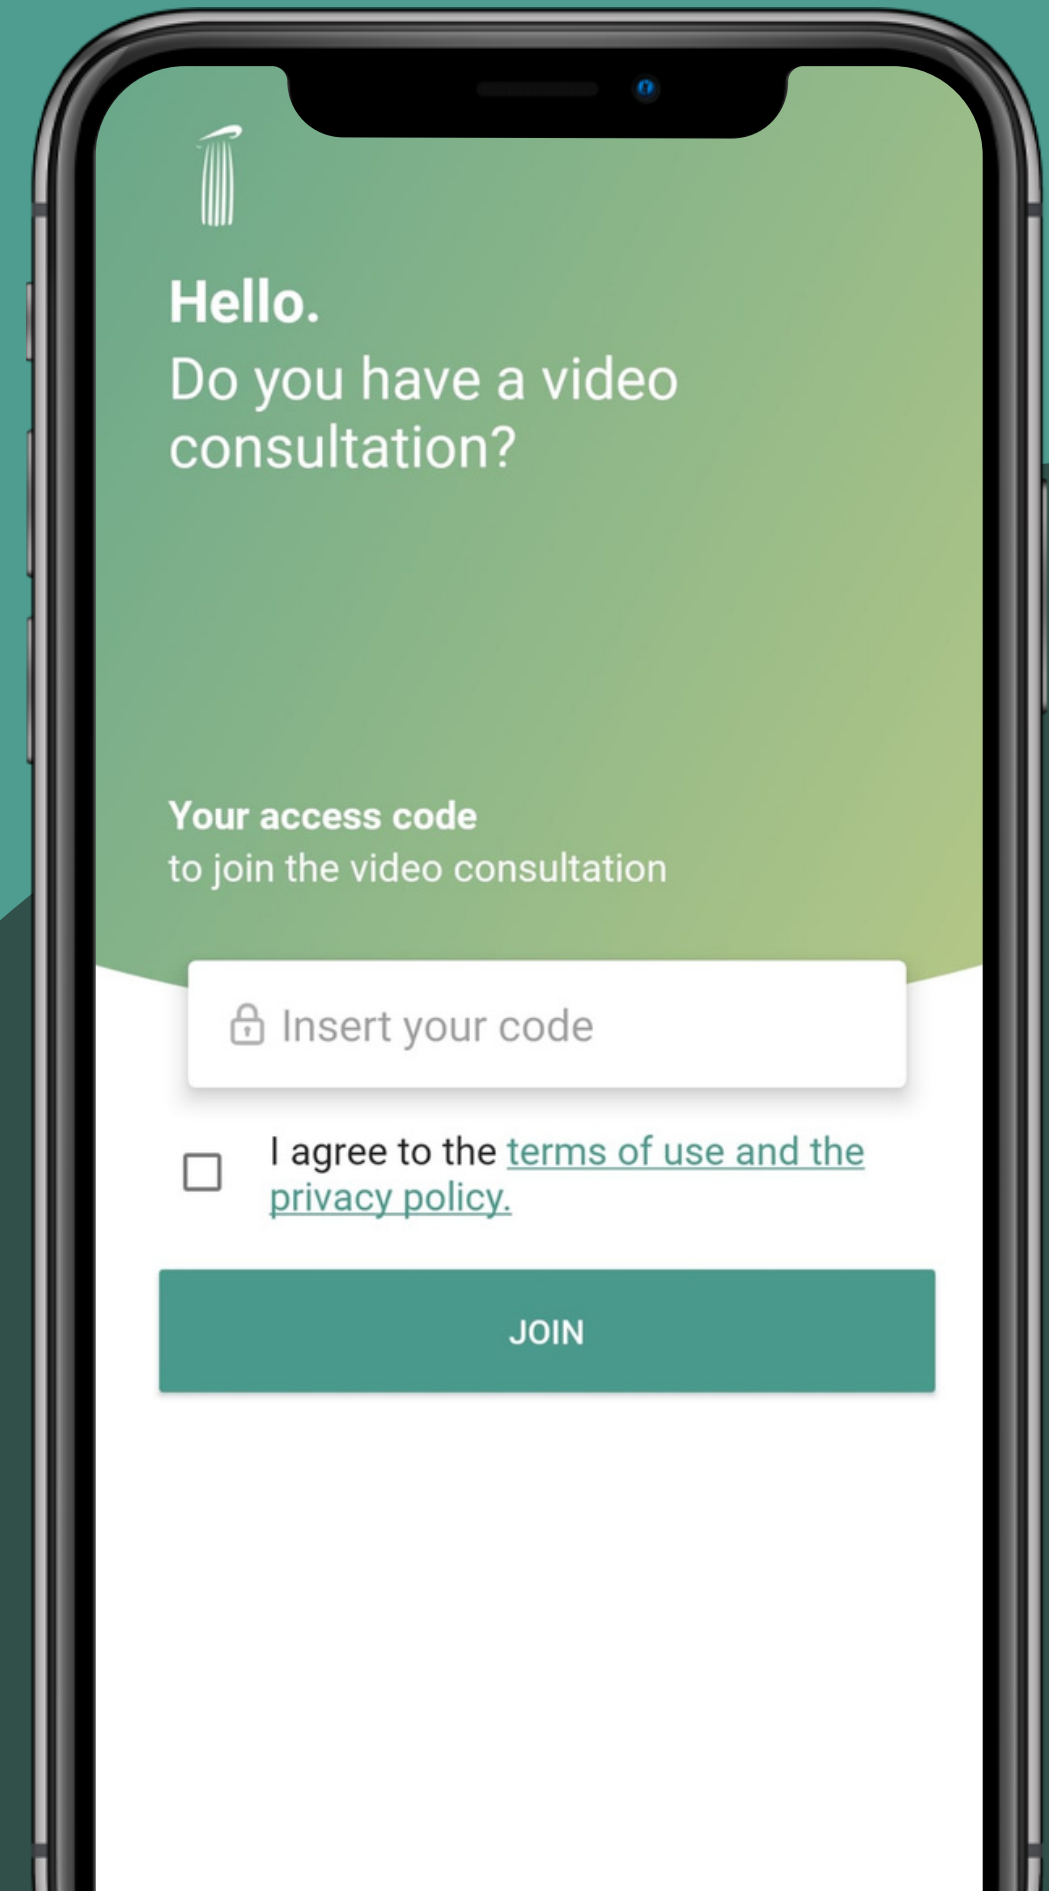 Hello.
Do you have a video
consultation?
Your access code
to join the video consultation
Insert your code
I agree to the terms of use and the
privacy policy.
JOIN